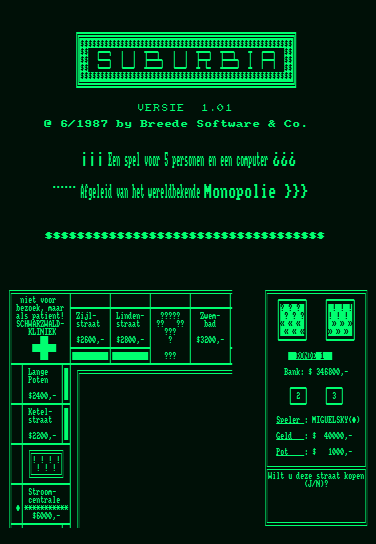 SUBURBIA
VERSIE 1.01
@ 6/1987 by Breede Software & Co.
¡¡¡ Een spel voor 5 personen en een computer ¿¿¿
'''''' Afgeleid van het wereldbekende Monopolie }}}
$$$$$$$$$$$$$$$$$$$$$$$$$$$$$$$$$$$
niet voor
bezoek, maar
als patient!
SCHWARZWALD-
KLINIEK
Zijl-
straat
$2600,-
Linden-
straat
$2800,-
?????
?? ??
???
?
???
Zwem-
bad
$3200,-
Lange
Poten
$2400,-
Ketel-
straat
$2200,-
! ! ! !
! ! !
Stroom-
centrale
************
$6000,-
? ? ?
? ? ?
« « «
« « «
! ! !
! ! !
» » »
» » »
RONDE 1
Bank: $ 346800,-
2 3
Speler : MIGUELSKY(♦)
Geld : $ 40000,-
Pot : $ 1000,-
Wilt u deze straat kopen
(J/N)?